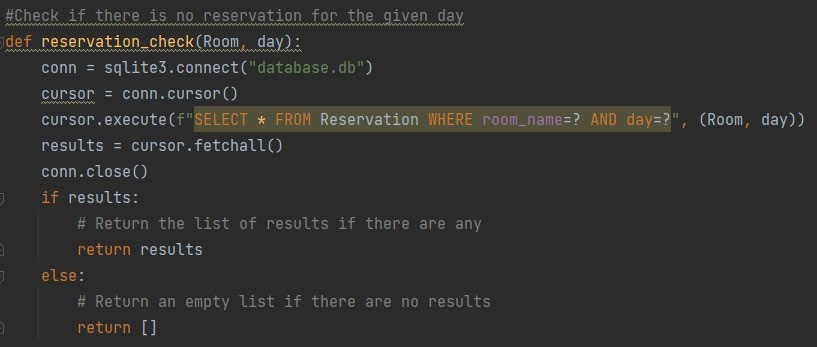 #Check if there is no reservation for the given day
def reservation_check(Room, day):
    conn = sqlite3.connect("database.db")
    cursor = conn.cursor()
    cursor.execute(f"SELECT * FROM Reservation WHERE room_name=? AND day=?", (Room, day))
    results = cursor.fetchall()
    conn.close()
    if results:
        # Return the list of results if there are any
        return results
    else:
        # Return an empty list if there are no results
        return []